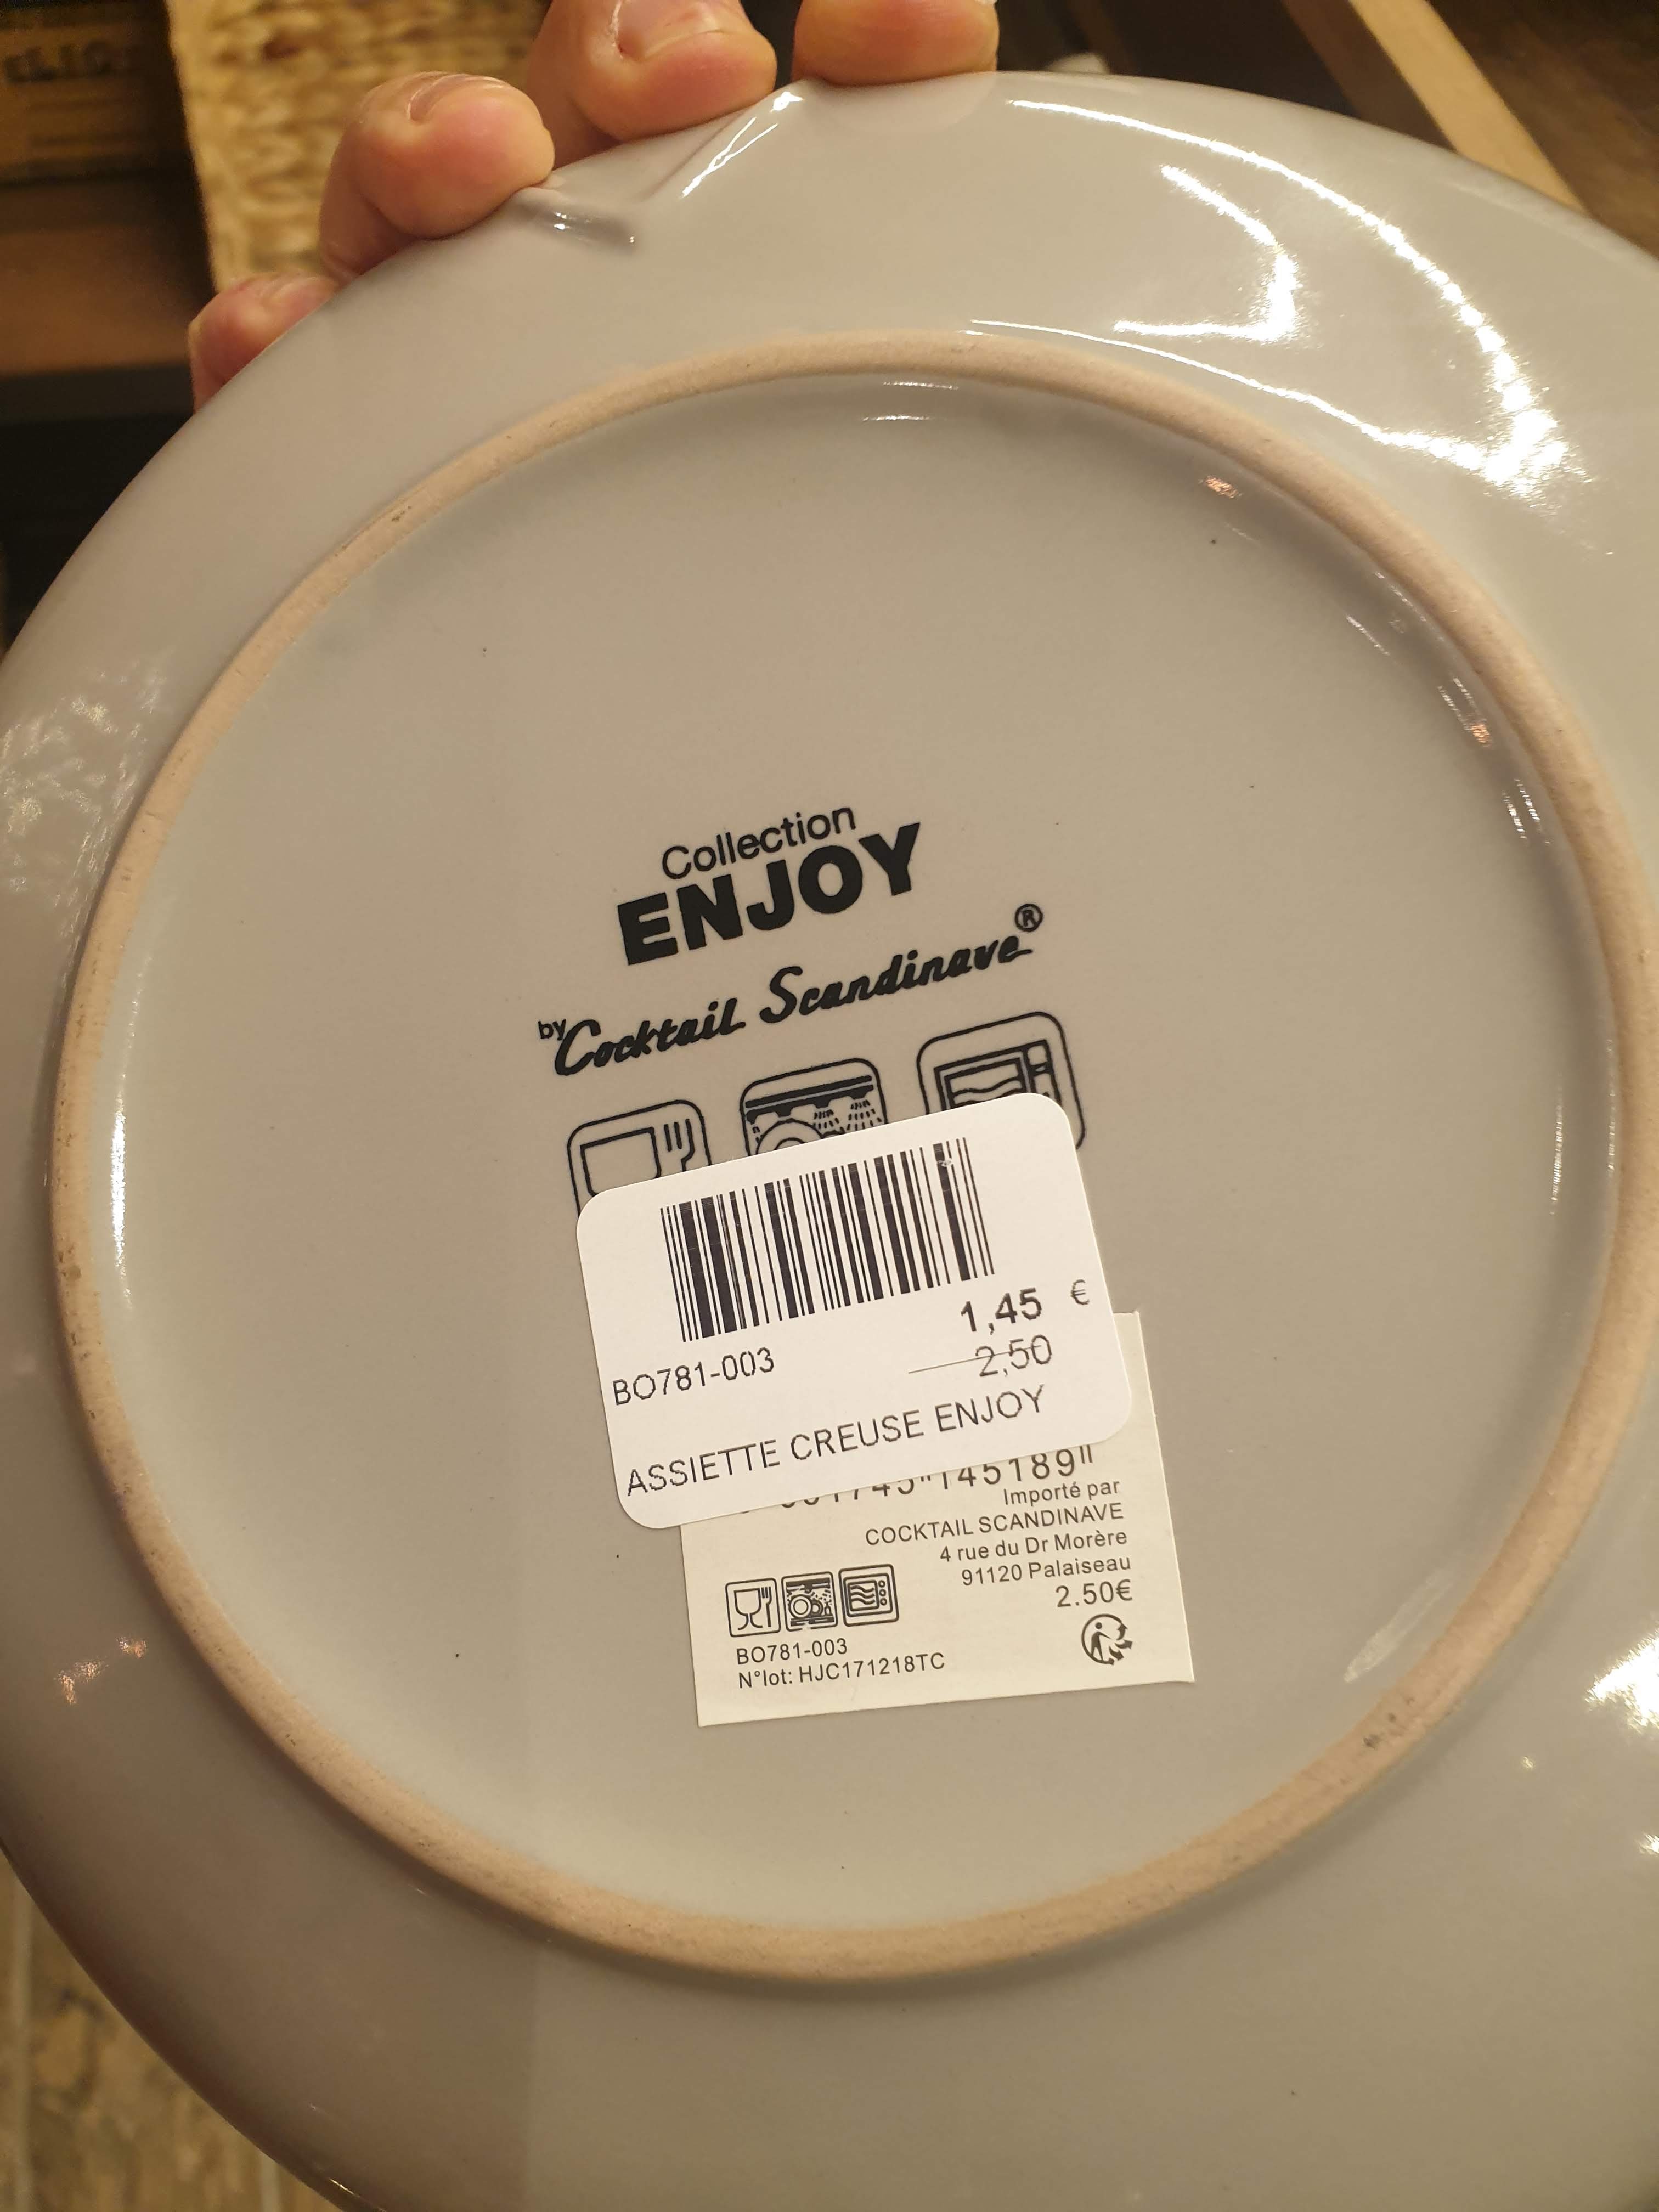 Collection
ENJOY
by Cocktail Scandinave®
1,45 €
BO781-003
2,50
ASSIETTE CREUSE ENJOY
145189
Importé par
COCKTAIL SCANDINAVE
4 rue du Dr Morère
91120 Palaiseau
2.50€
BO781-003
N°lot: HJC171218TC